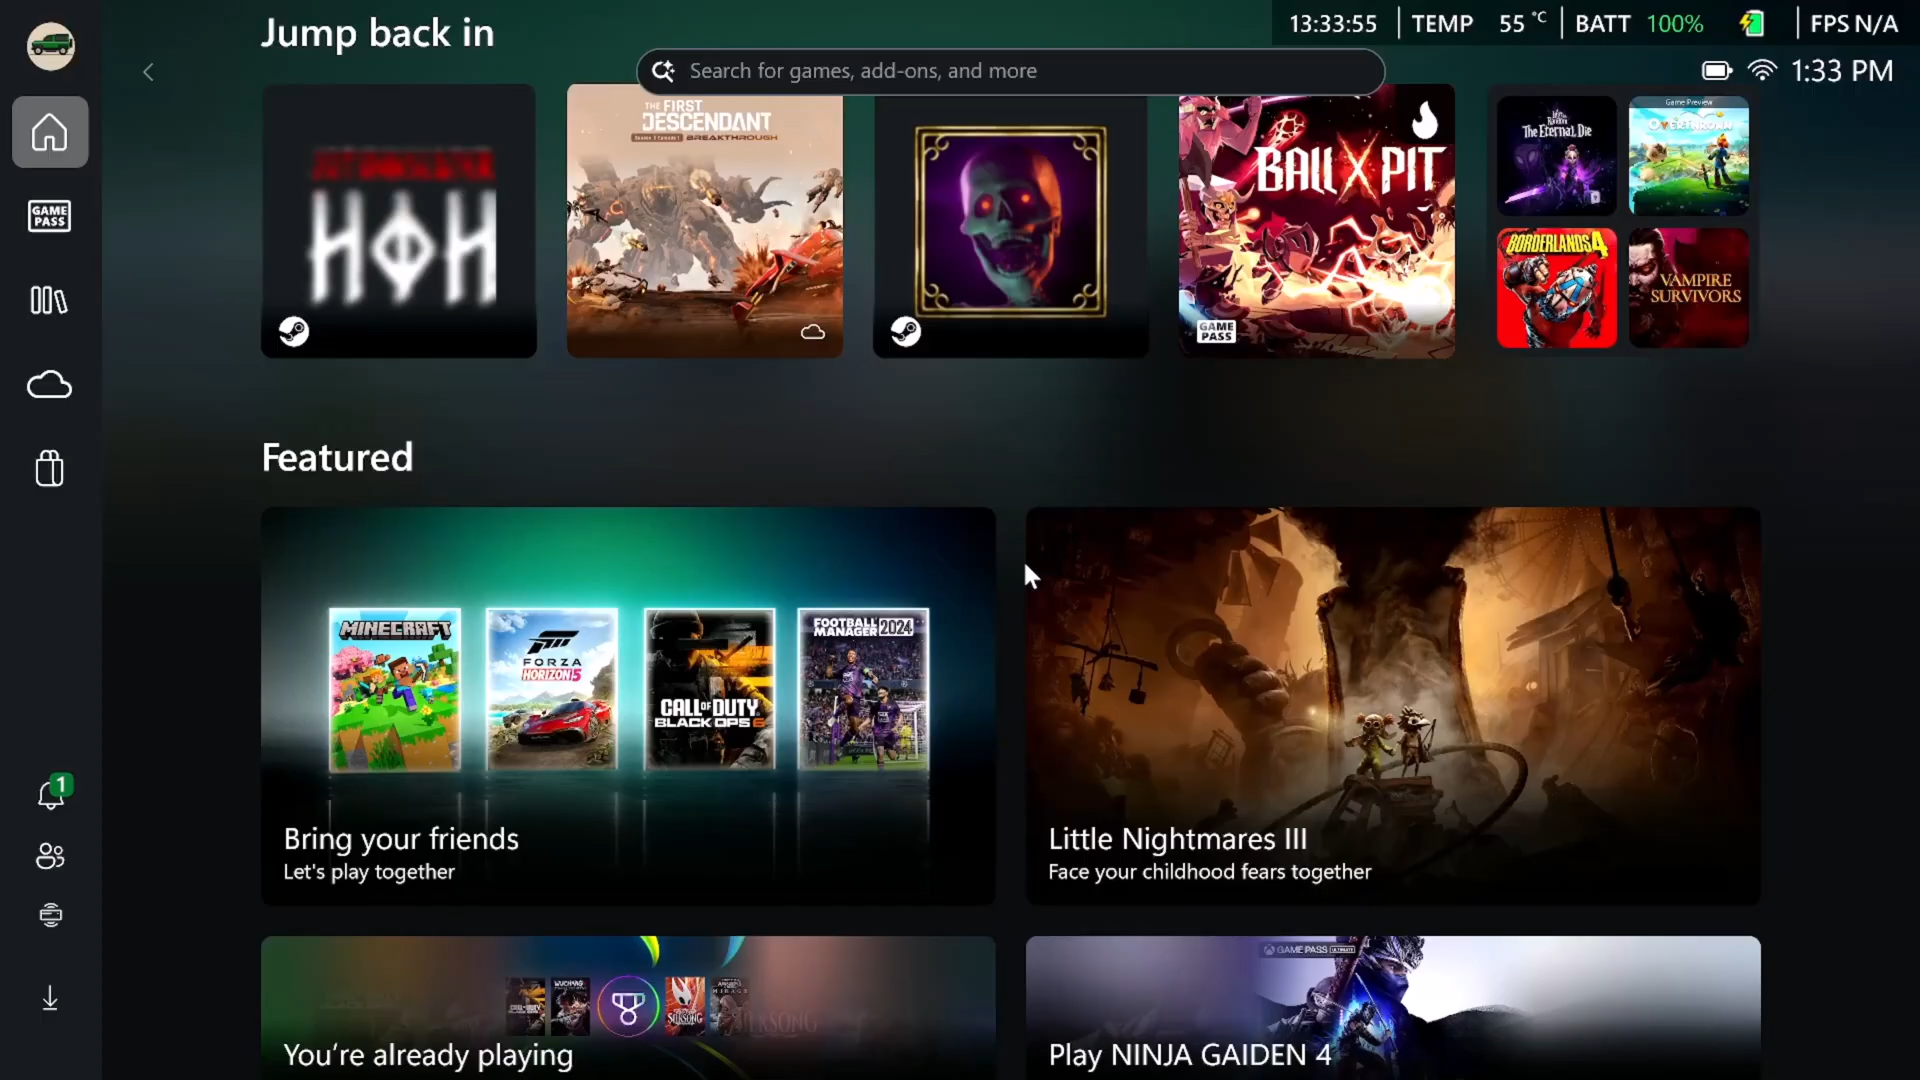 Jump back in
13:33:55 TEMP 55 °C BATT 100% FPS N/A
Search for games, add-ons, and more
1:33 PM
GAME PASS
THE FIRST DESCENDANT
BREAKTHROUGH
НФН
BALL X PIT
GAME PASS
The Eternal Die
Game Preview
OVERTHROWN
BORDERLANDS 4
VAMPIRE SURVIVORS
Featured
MINECRAFT
FORZA HORIZON 5
CALL OF DUTY BLACK OPS 6
FOOTBALL MANAGER 2024
Bring your friends
Let's play together
Little Nightmares III
Face your childhood fears together
1
SILKSONG
GAME PASS ULTIMATE
You're already playing
Play NINJA GAIDEN 4